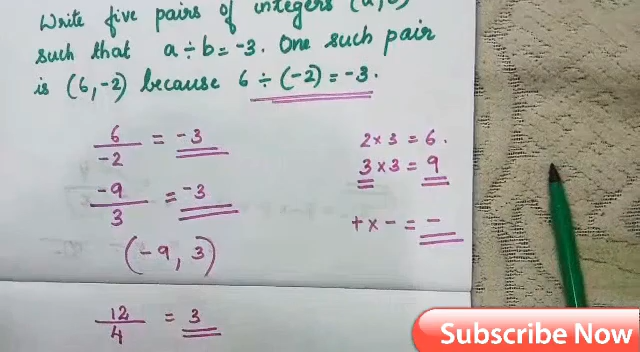 Write five pairs of integers (a, b)
such that a ÷ b = -3. One such pair
is (6, -2) because 6 ÷ (-2) = -3.
6/-2 = -3
-9/3 = -3
(-9, 3)
12/4 = 3
2 × 3 = 6.
3 × 3 = 9
+ × - = -
Subscribe Now